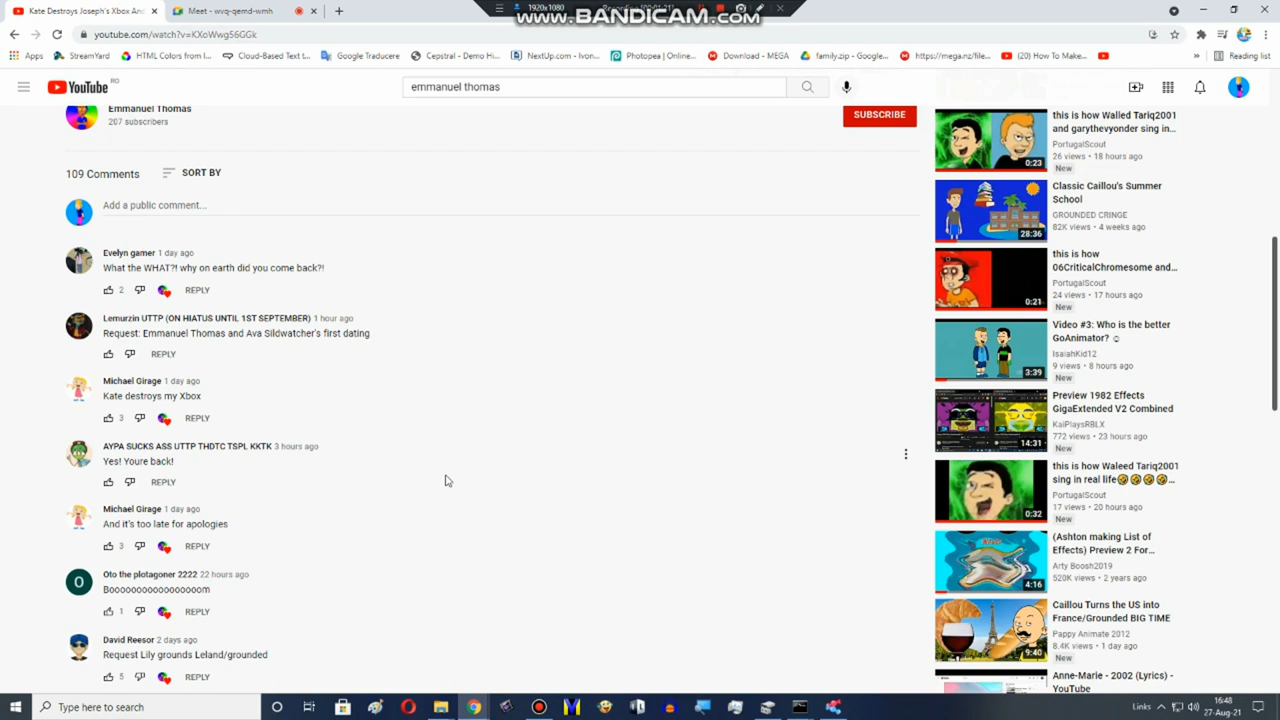 Kate Destroys Joseph's Xbox And
Meet - wvq-qemd-wmh
1920x1080
Recording [00:01:21]
www.BANDICAM.com
youtube.com/watch?v=KXoWwg56GGk
Apps
StreamYard
HTML Colors from I...
Cloud-Based Text t...
Google Traducere
Cepstral - Demo Hi...
NextUp.com - Ivon...
Photopea | Online...
Download - MEGA
family.zip - Google...
https://mega.nz/file...
(20) How To Make...
Reading list
YouTube RO
emmanuel thomas
Emmanuel Thomas
207 subscribers
SUBSCRIBE
109 Comments
SORT BY
Add a public comment...
Evelyn gamer 1 day ago
What the WHAT?! why on earth did you come back?!
2 REPLY
Lemurzin UTTP (ON HIATUS UNTIL 1ST SEPTEMBER) 1 hour ago
Request: Emmanuel Thomas and Ava Sildwatcher's first dating
REPLY
Michael Girage 1 day ago
Kate destroys my Xbox
3 REPLY
AYPA SUCKS ASS UTTP THDTC TSPL KKTK 3 hours ago
Yes! Youre back!
REPLY
Michael Girage 1 day ago
And it's too late for apologies
3 REPLY
O
Oto the plotagoner 2222 22 hours ago
Boooooooooooooooom
1 REPLY
David Reesor 2 days ago
Request Lily grounds Leland/grounded
5 REPLY
0:23
this is how Walled Tariq2001
and garythevyonder sing in...
PortugalScout
26 views • 18 hours ago
New
28:36
Classic Caillou's Summer
School
GROUNDED CRINGE
82K views • 4 weeks ago
0:21
this is how
06CriticalChromesome and...
PortugalScout
24 views • 17 hours ago
New
3:39
Video #3: Who is the better
GoAnimator? ☺
IsaiahKid12
9 views • 8 hours ago
New
14:31
Preview 1982 Effects
GigaExtended V2 Combined
KaiPlaysRBLX
772 views • 23 hours ago
New
0:32
this is how Waleed Tariq2001
sing in real life🤣🤣🤣🤣...
PortugalScout
17 views • 20 hours ago
New
4:16
(Ashton making List of
Effects) Preview 2 For...
Arty Boosh2019
520K views • 2 years ago
9:40
Caillou Turns the US into
France/Grounded BIG TIME
Pappy Animate 2012
8.4K views • 1 day ago
New
Anne-Marie - 2002 (Lyrics) -
YouTube
Type here to search
Links
16:48
27-Aug-21